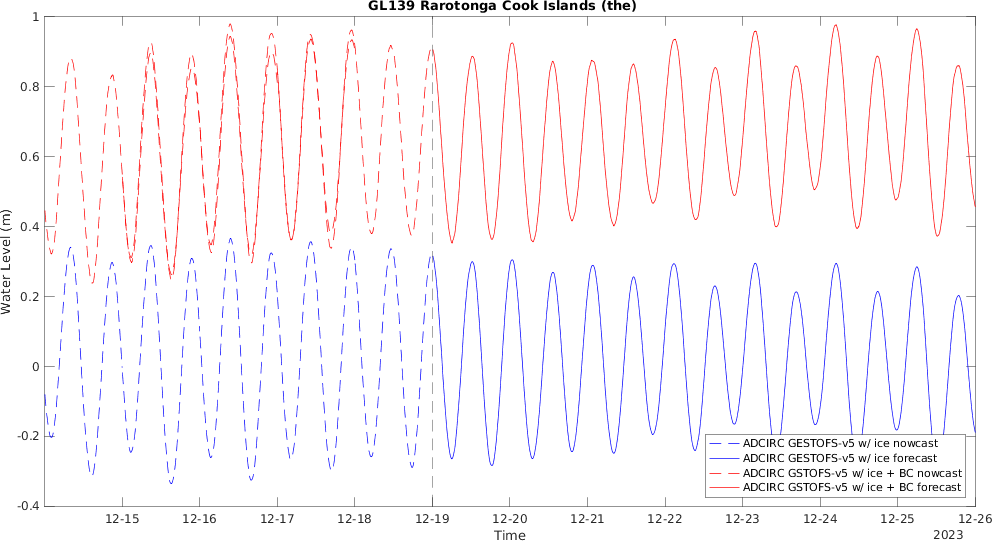 GL139 Rarotonga Cook Islands (the)
Water Level (m)
1
0.8
0.6
0.4
0.2
0
-0.2
-0.4
12-15 12-16 12-17 12-18 12-19 12-20 12-21 12-22 12-23 12-24 12-25 12-26
Time
2023
ADCIRC GESTOFS-v5 w/ ice nowcast
ADCIRC GESTOFS-v5 w/ ice forecast
ADCIRC GSTOFS-v5 w/ ice + BC nowcast
ADCIRC GSTOFS-v5 w/ ice + BC forecast